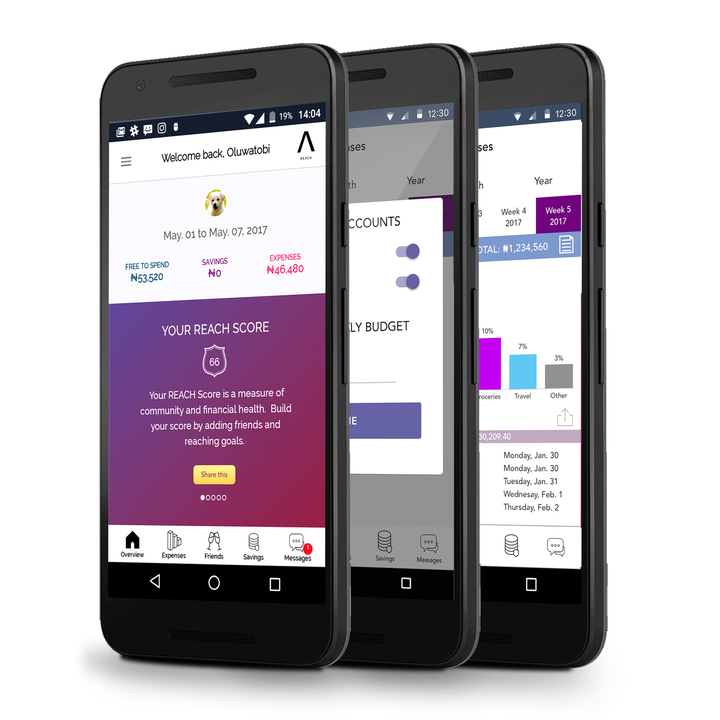 19% 14:04
Welcome back, Oluwatobi
REACH
May. 01 to May. 07, 2017
FREE TO SPEND
₦53,520
SAVINGS
₦0
EXPENSES
₦46,480
YOUR REACH SCORE
66
Your REACH Score is a measure of
community and financial health. Build
your score by adding friends and
reaching goals.
Share this
Overview
Expenses
Friends
Savings
Messages
1
12:30
ses
th
Year
CCOUNTS
LY BUDGET
NE
Savings
Messages
12:30
ses
h
Year
3
Week 4
2017
Week 5
2017
OTAL: ₦1,234,560
10%
7%
3%
roceries
Travel
Other
30,209.40
Monday, Jan. 30
Monday, Jan. 30
Tuesday, Jan. 31
Wednesay, Feb. 1
Thursday, Feb. 2